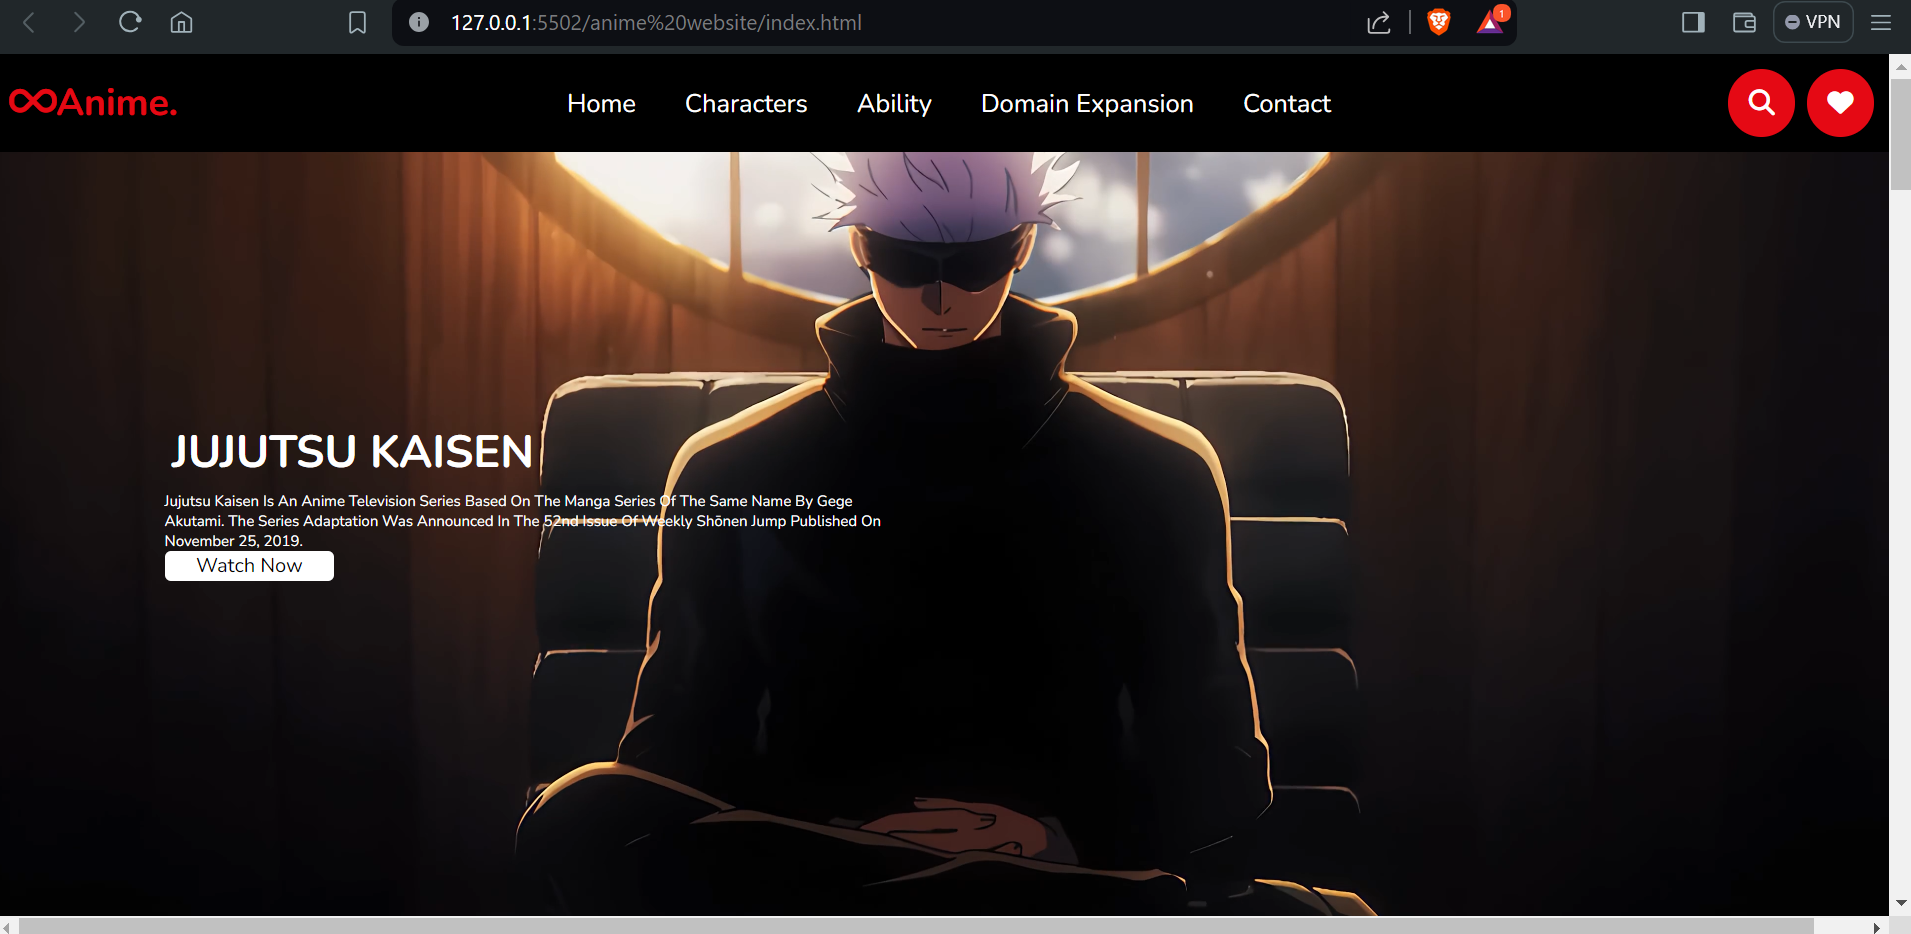 127.0.0.1:5502/anime%20website/index.html
1
VPN
∞Anime.
Home Characters Ability Domain Expansion Contact
JUJUTSU KAISEN
Jujutsu Kaisen Is An Anime Television Series Based On The Manga Series Of The Same Name By Gege
Akutami. The Series Adaptation Was Announced In The 52nd Issue Of Weekly Shōnen Jump Published On
November 25, 2019.
Watch Now